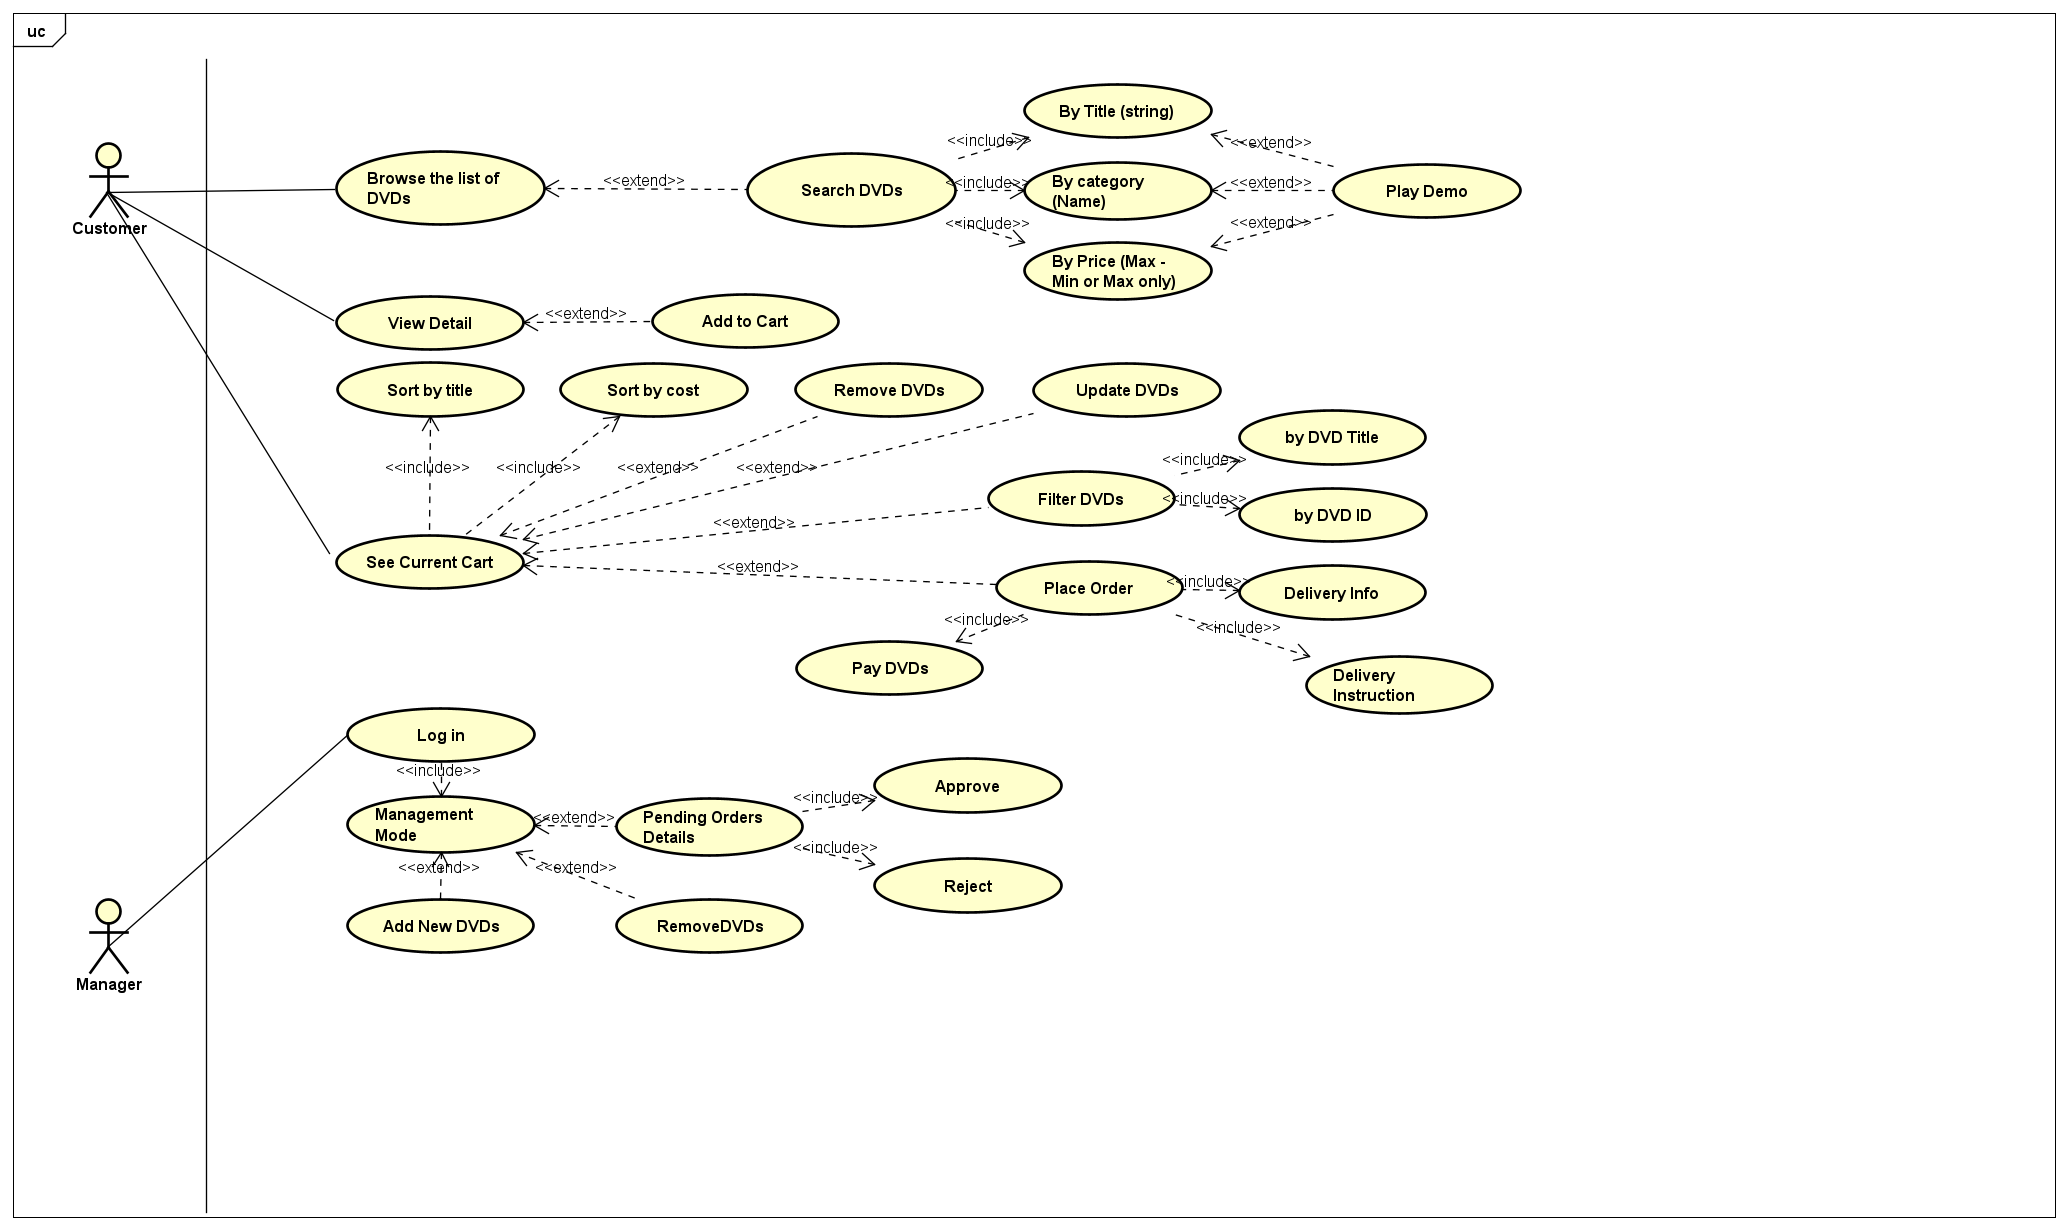 uc
By Title (string)
<<include>>
<<extend>>
Customer
Browse the list of
DVDs
<<extend>>
Search DVDs
<<include>>
By category
(Name)
<<extend>>
Play Demo
<<include>>
<<extend>>
By Price (Max -
Min or Max only)
View Detail
<<extend>>
Add to Cart
Sort by title
Sort by cost
Remove DVDs
Update DVDs
by DVD Title
<<include>>
<<include>>
<<include>>
<<extend>>
<<extend>>
Filter DVDs
<<include>>
by DVD ID
<<extend>>
See Current Cart
<<extend>>
Place Order
<<include>>
Delivery Info
<<include>>
<<include>>
Pay DVDs
Delivery
Instruction
Log in
<<include>>
Management
Mode
<<extend>>
Pending Orders
Details
<<include>>
Approve
<<include>>
Reject
<<extend>>
<<extend>>
Add New DVDs
RemoveDVDs
Manager